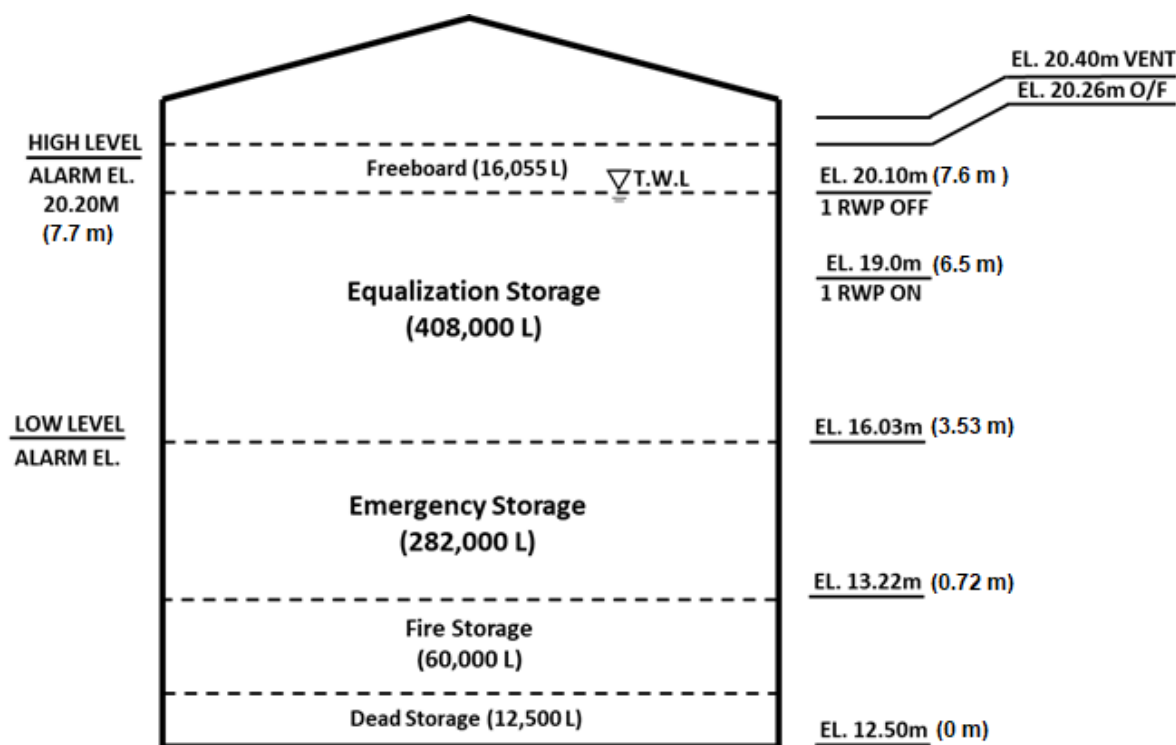 EL. 20.40m VENT
EL. 20.26m O/F
HIGH LEVEL
ALARM EL.
20.20M
(7.7 m)
Freeboard (16,055 L)
T.W.L
EL. 20.10m (7.6 m )
1 RWP OFF
EL. 19.0m (6.5 m)
1 RWP ON
Equalization Storage
(408,000 L)
LOW LEVEL
ALARM EL.
EL. 16.03m (3.53 m)
Emergency Storage
(282,000 L)
EL. 13.22m (0.72 m)
Fire Storage
(60,000 L)
Dead Storage (12,500 L)
EL. 12.50m (0 m)